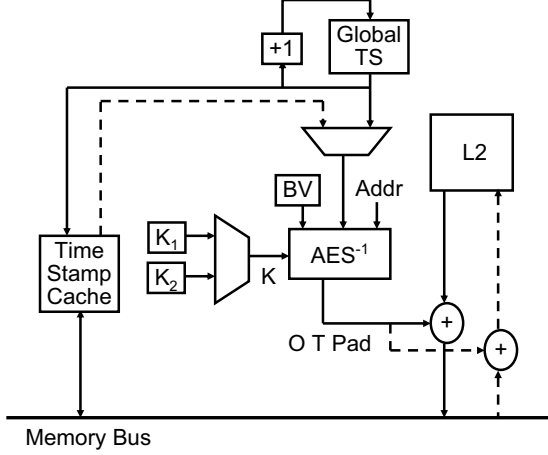 +1
Global
TS
L2
BV
Addr
K1
K2
K
AES-1
Time
Stamp
Cache
+
O T Pad
+
Memory Bus